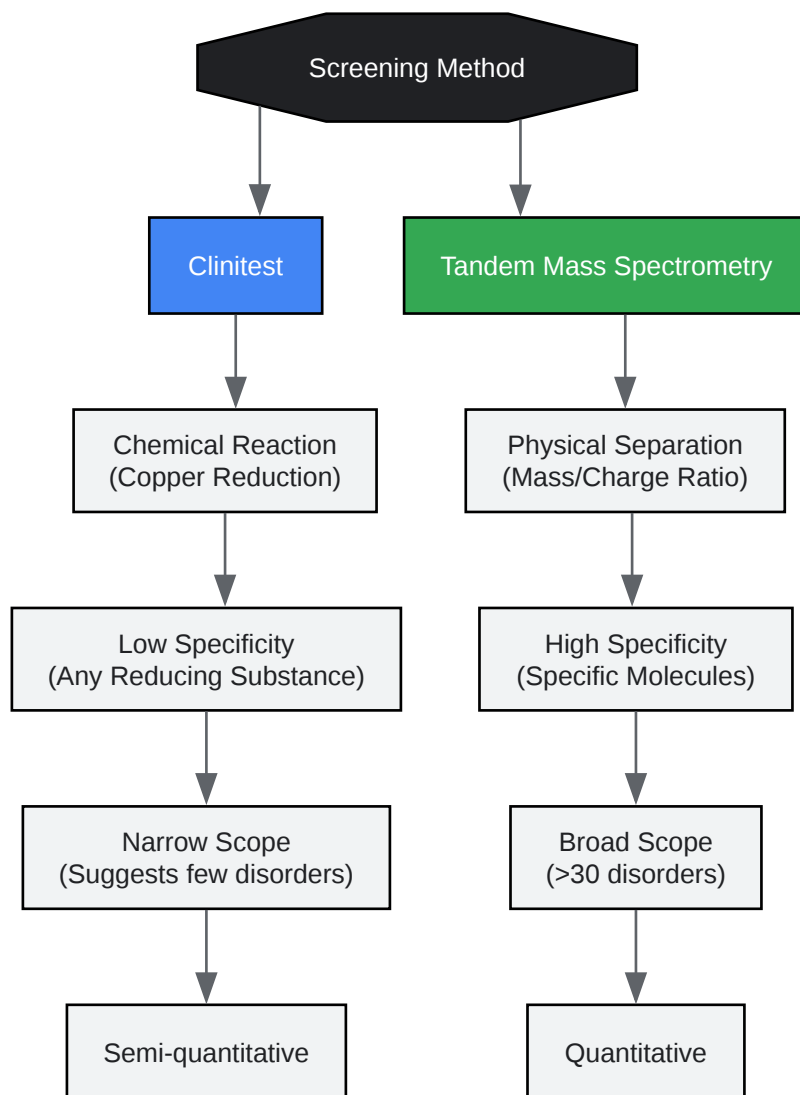 Screening Method
Clinitest
Tandem Mass Spectrometry
Chemical Reaction
(Copper Reduction)
Physical Separation
(Mass/Charge Ratio)
Low Specificity
(Any Reducing Substance)
High Specificity
(Specific Molecules)
Narrow Scope
(Suggests few disorders)
Broad Scope
(>30 disorders)
Semi-quantitative
Quantitative